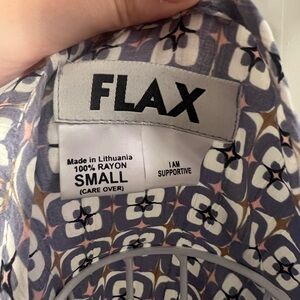 FLAX
Made in Lithuania
100% RAYON
SMALL
(CARE OVER)
I AM
SUPPORTIVE